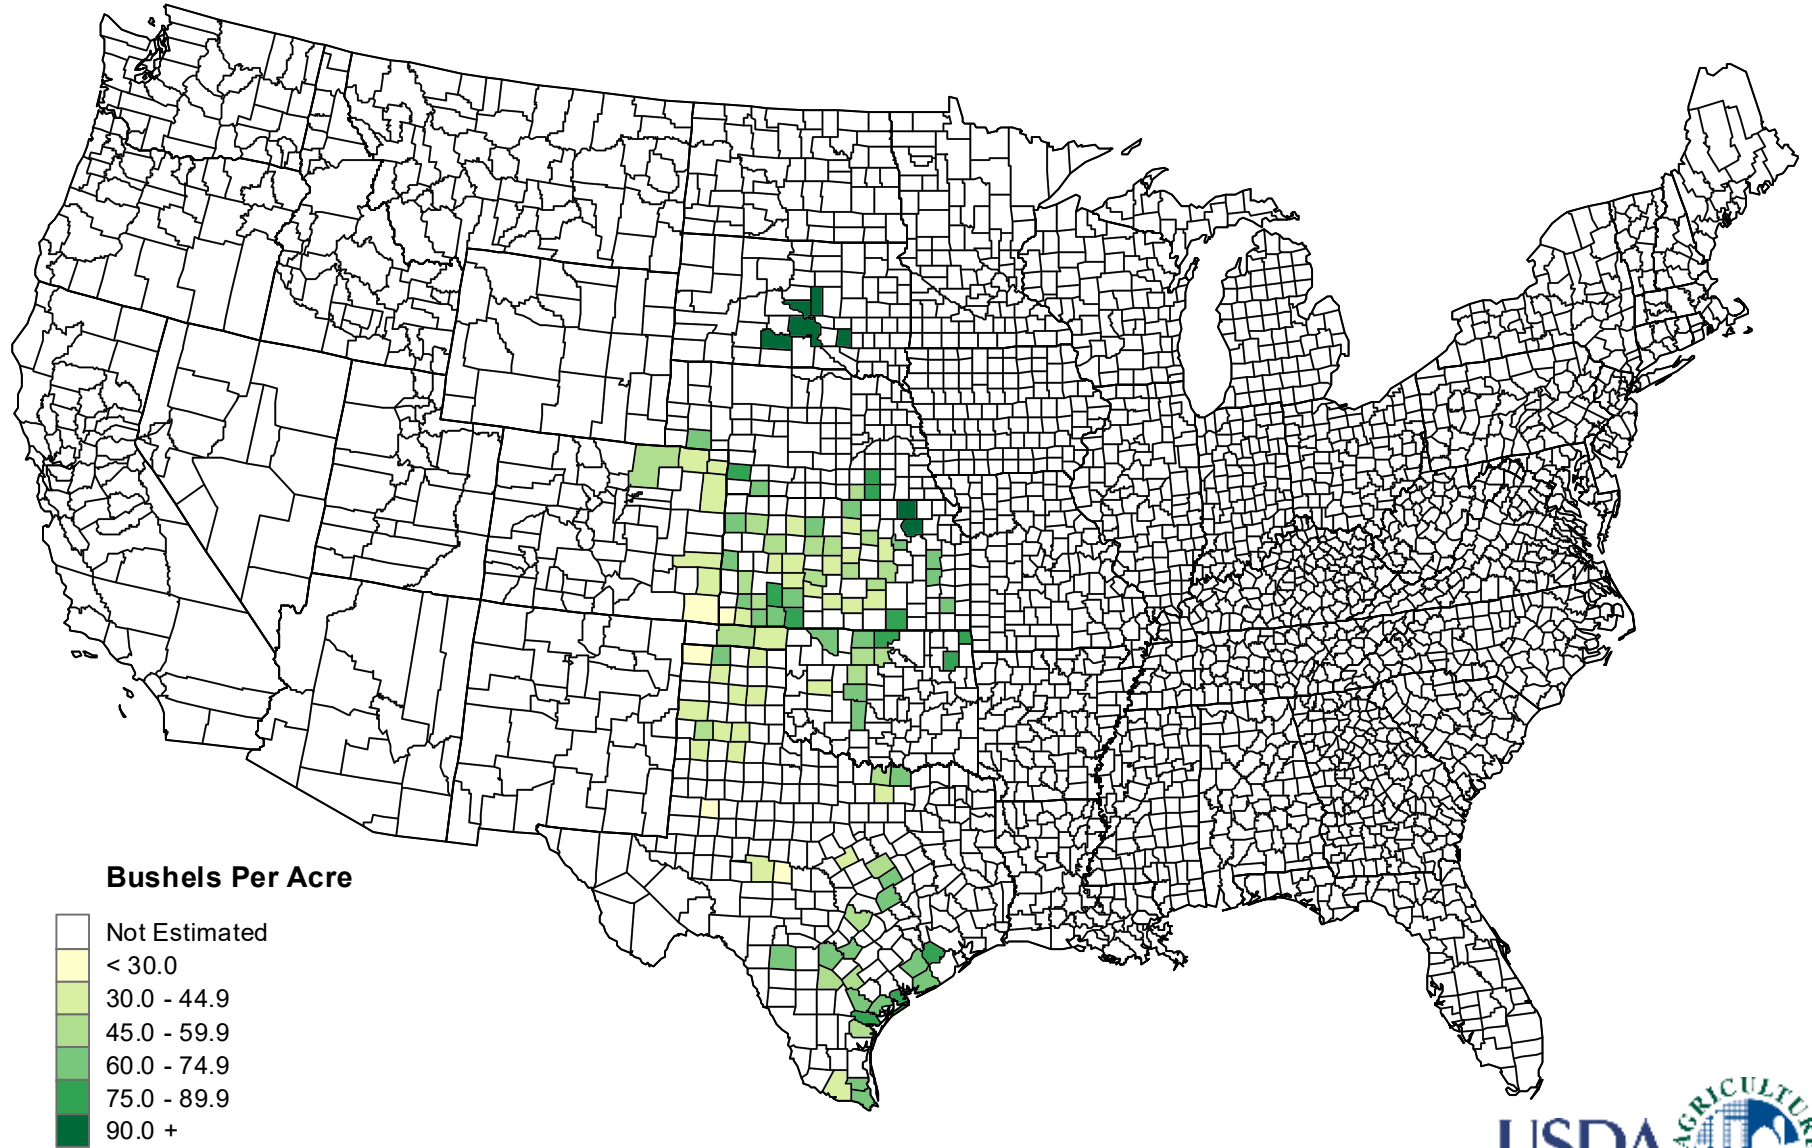 Bushels Per Acre
Not Estimated
< 30.0
30.0 - 44.9
45.0 - 59.9
60.0 - 74.9
75.0 - 89.9
90.0 +
USDA
AGRICULTUR